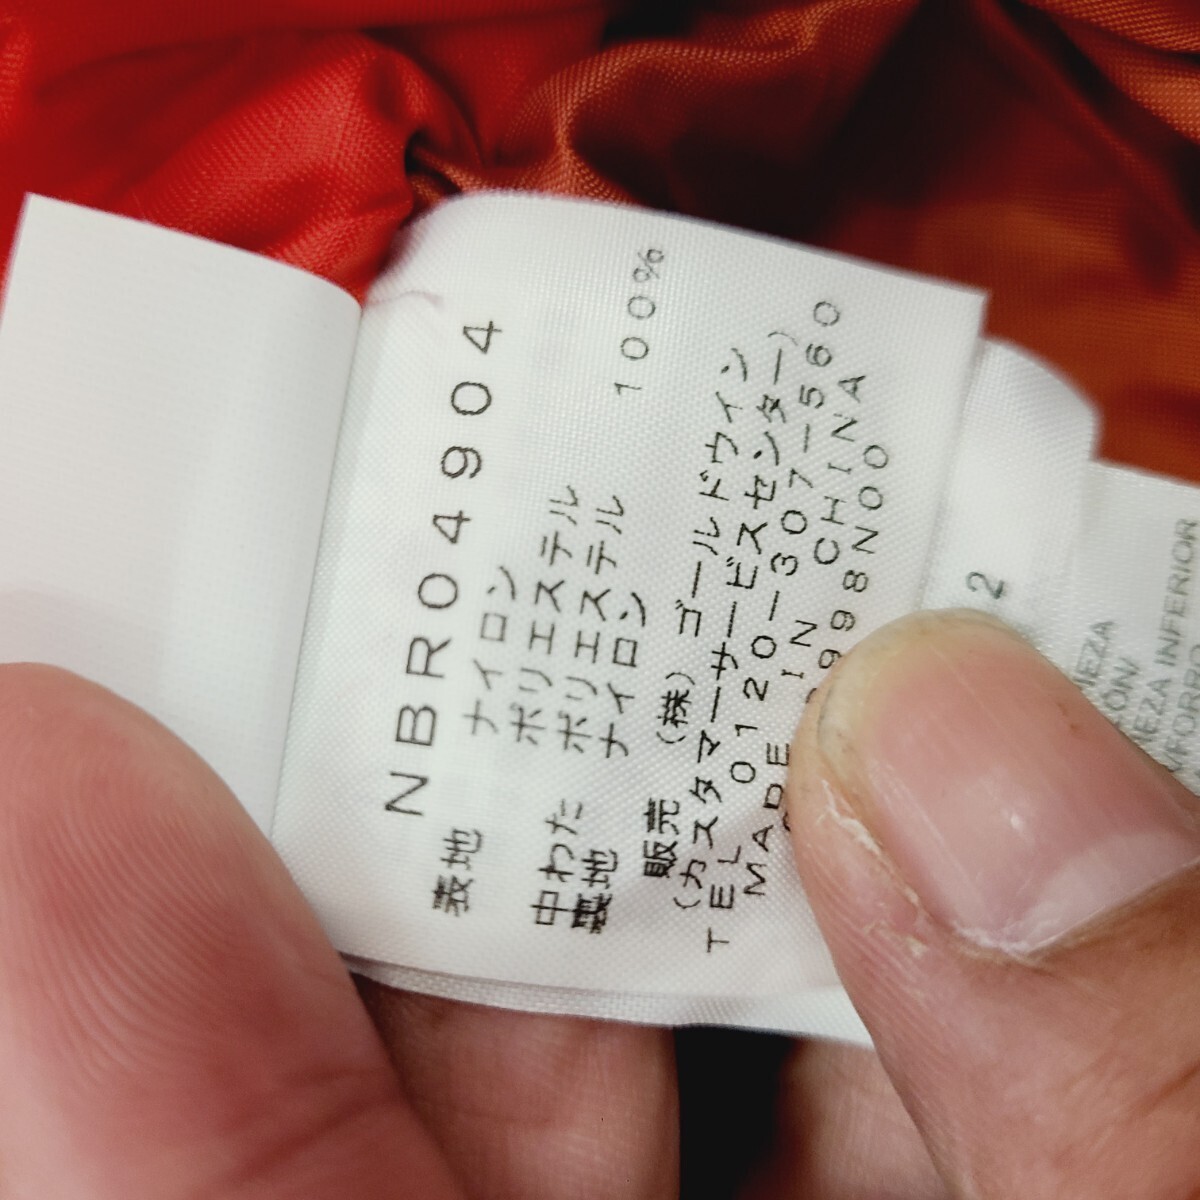 NBR04904
表地 ナイロン
ポリエステル
中わた ポリエステル 100%
裏地 ナイロン
販売 (株) ゴールドウイン
(カスタマーサービスセンター)
TEL 0120-307-560
MADE IN CHINA
998N00
2
INFERIOR